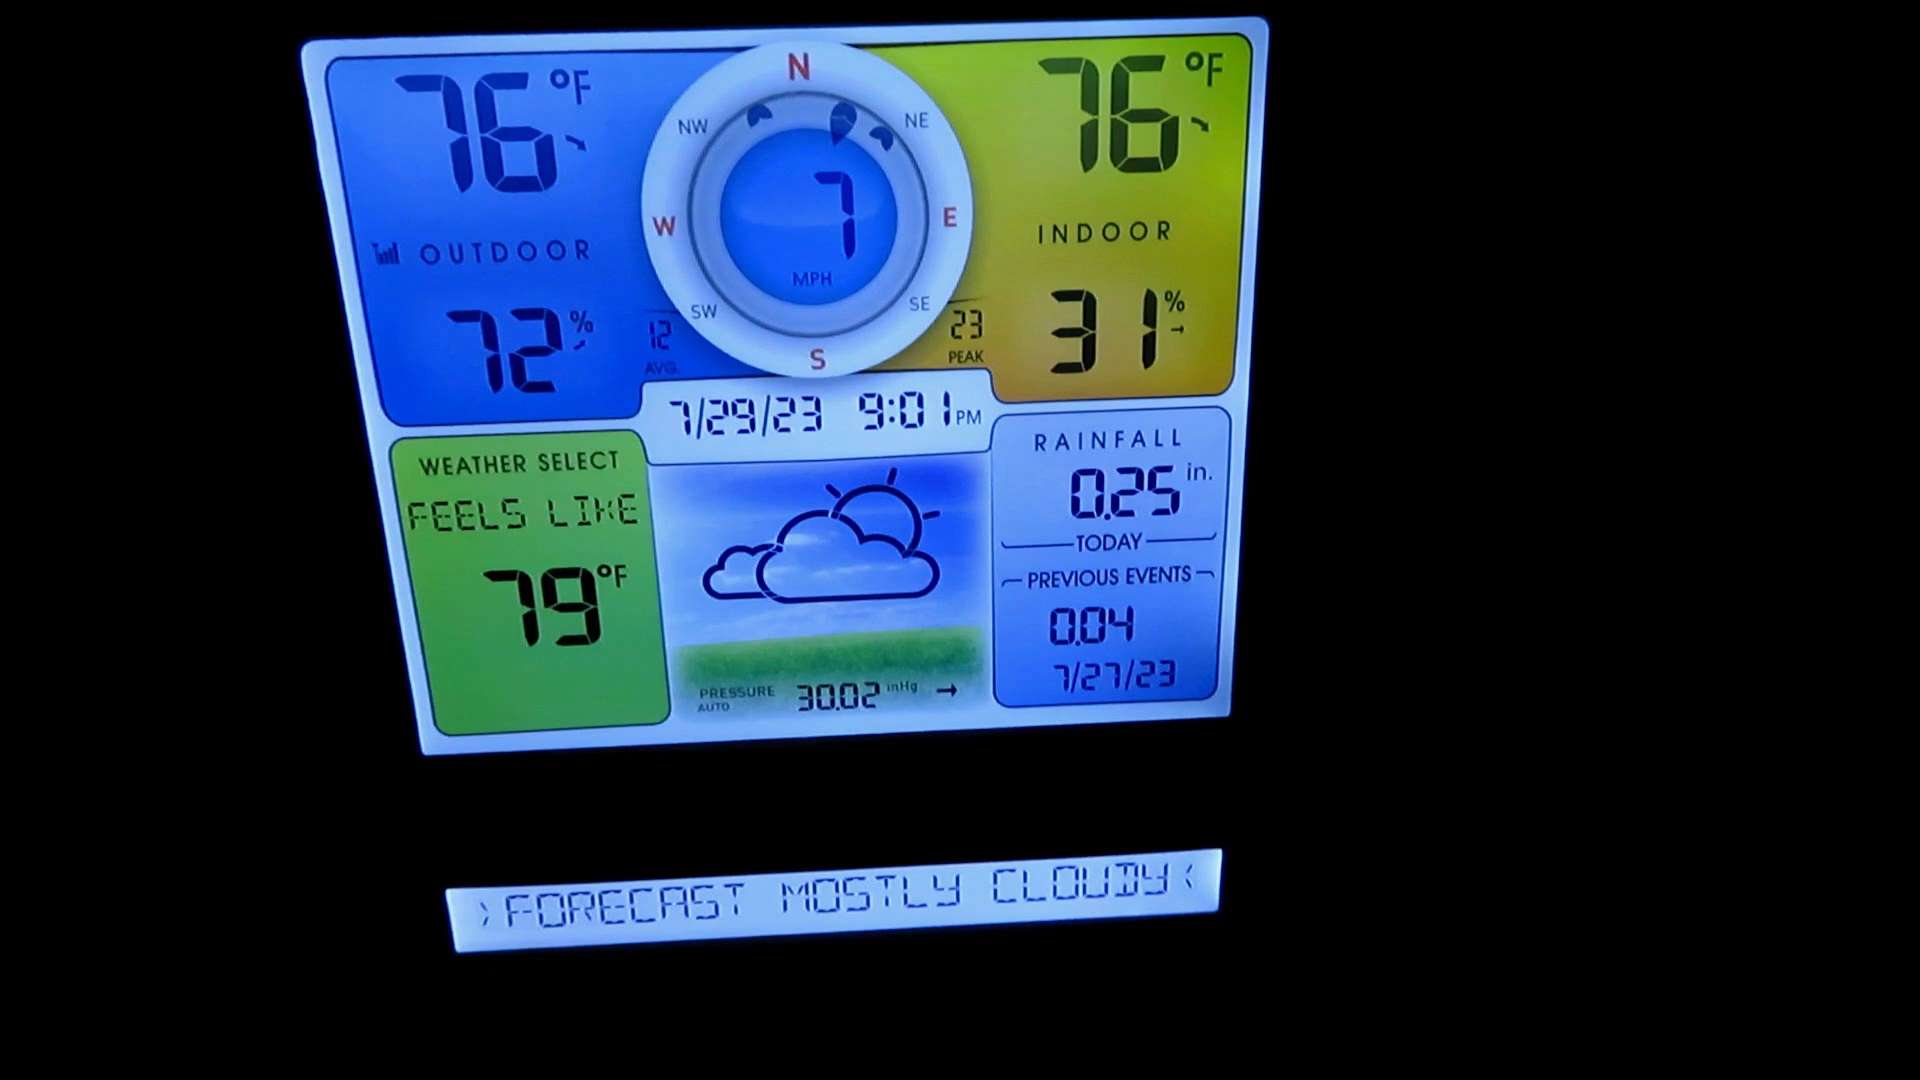 76 °F
OUTDOOR
72 %
N
NW
NE
W
E
7
MPH
SW
SE
S
12
AVG.
23
PEAK
76 °F
INDOOR
31 %
7/29/23 9:01 PM
WEATHER SELECT
FEELS LIKE
79 °F
PRESSURE
AUTO
30.02 inHg
RAINFALL
0.25 in.
TODAY
PREVIOUS EVENTS
0.04
7/27/23
>FORECAST MOSTLY CLOUDY<